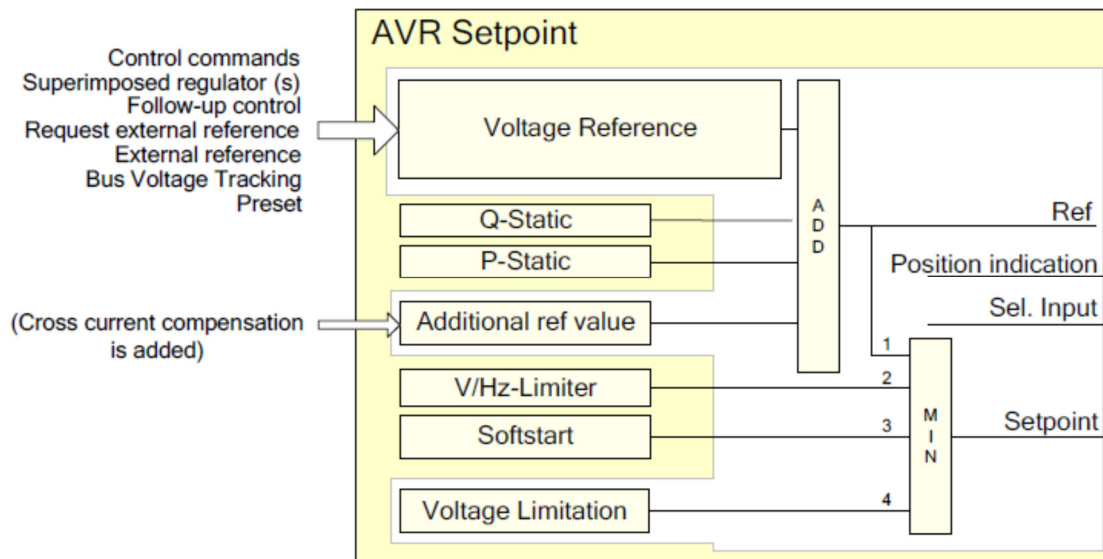 AVR Setpoint
Control commands
Superimposed regulator (s)
Follow-up control
Request external reference
External reference
Bus Voltage Tracking
Preset
Voltage Reference
Q-Static
P-Static
(Cross current compensation
is added)
Additional ref value
V/Hz-Limiter
Softstart
Voltage Limitation
ADD
Ref
Position indication
Sel. Input
1
2
3
4
MIN
Setpoint